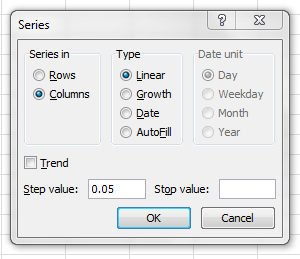 Series
Series in
Rows
Columns
Type
Linear
Growth
Date
AutoFill
Date unit
Day
Weekday
Month
Year
Trend
Step value: 0.05 Stop value:
OK Cancel